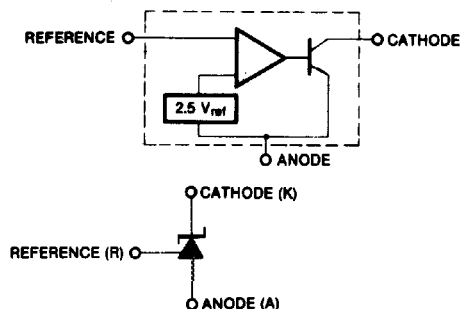 REFERENCE
CATHODE
2.5 Vref
ANODE
CATHODE (K)
REFERENCE (R)
ANODE (A)